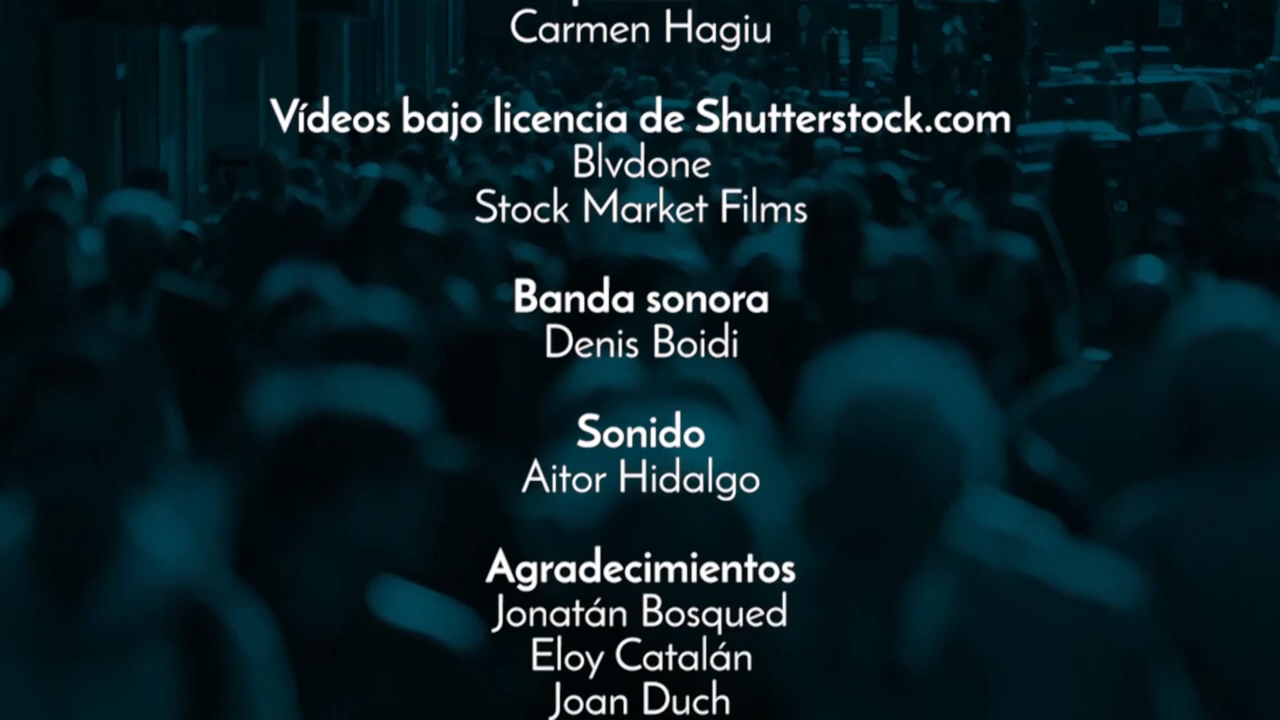 Carmen Hagiu
Vídeos bajo licencia de Shutterstock.com
Blvdone
Stock Market Films
Banda sonora
Denis Boidi
Sonido
Aitor Hidalgo
Agradecimientos
Jonatán Bosqued
Eloy Catalán
Joan Duch